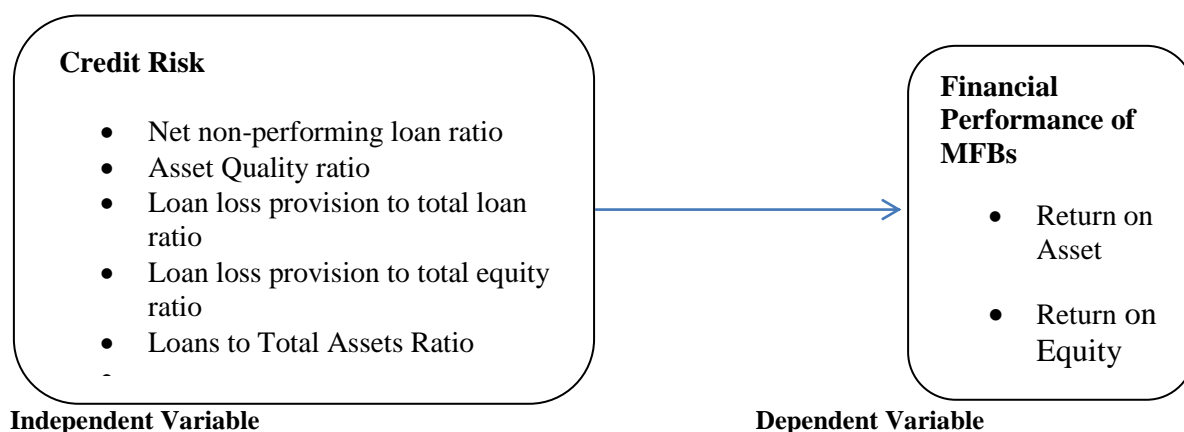 Credit Risk
• Net non-performing loan ratio
• Asset Quality ratio
• Loan loss provision to total loan
ratio
• Loan loss provision to total equity
ratio
• Loans to Total Assets Ratio
•
Financial
Performance of
MFBs
• Return on
Asset
• Return on
Equity
Independent Variable
Dependent Variable